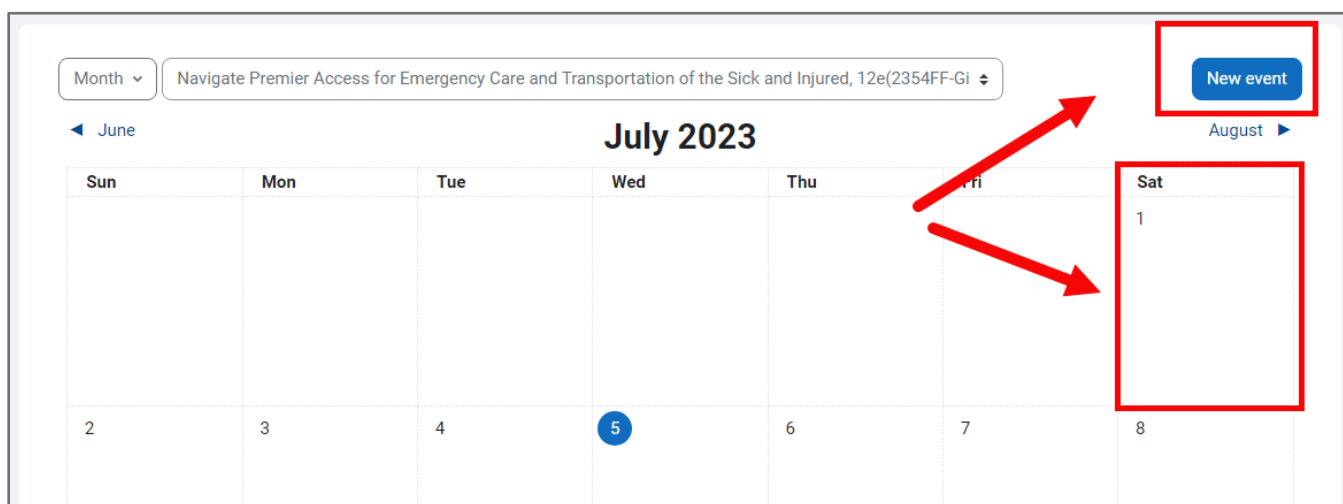 Month Navigate Premier Access for Emergency Care and Transportation of the Sick and Injured, 12e(2354FF-Gi New event
June July 2023 August
Sun Mon Tue Wed Thu Sat
1
2 3 4 5 6 7 8